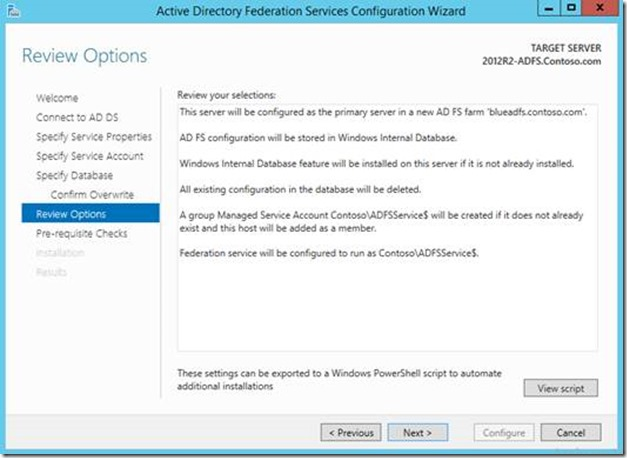 Active Directory Federation Services Configuration Wizard
Review Options
TARGET SERVER
2012R2-ADFS.Contoso.com
Welcome
Connect to AD DS
Specify Service Properties
Specify Service Account
Specify Database
Confirm Overwrite
Review Options
Pre-requisite Checks
Installation
Results
Review your selections:
This server will be configured as the primary server in a new AD FS farm 'blueadfs.contoso.com'.
AD FS configuration will be stored in Windows Internal Database.
Windows Internal Database feature will be installed on this server if it is not already installed.
All existing configuration in the database will be deleted.
A group Managed Service Account Contoso\ADFSService$ will be created if it does not already
exist and this host will be added as a member.
Federation service will be configured to run as Contoso\ADFSService$.
These settings can be exported to a Windows PowerShell script to automate
additional installations
View script
< Previous
Next >
Configure
Cancel